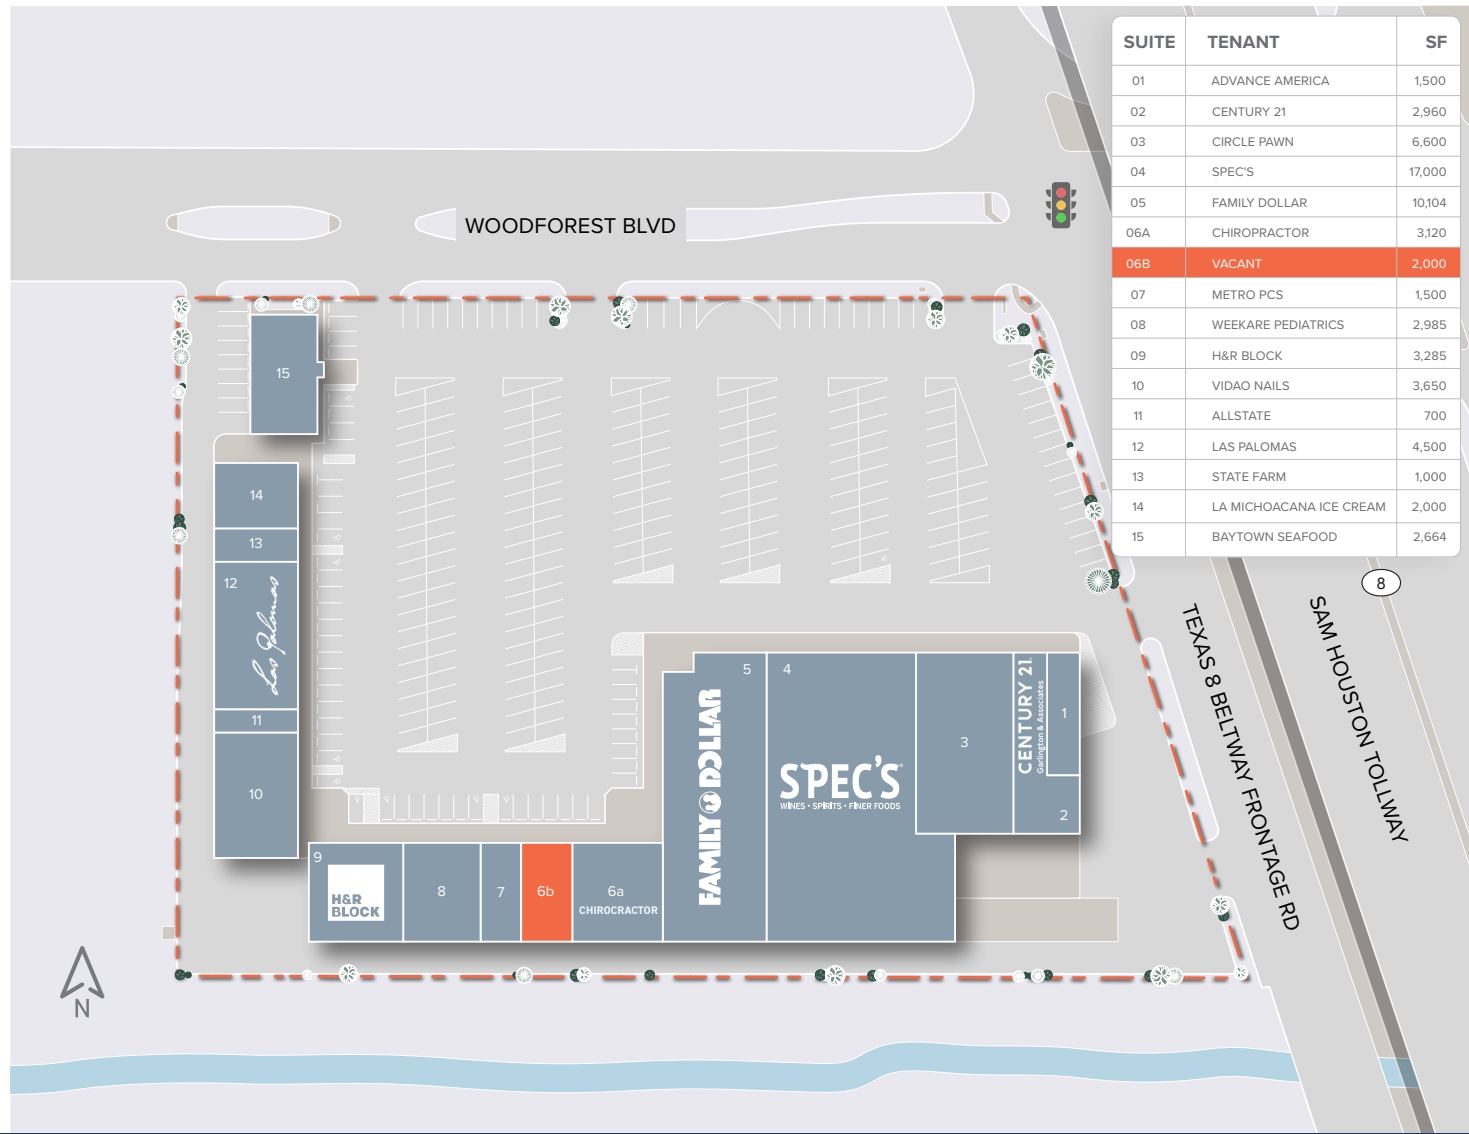 SUITE TENANT SF
01 ADVANCE AMERICA 1,500
02 CENTURY 21 2,960
03 CIRCLE PAWN 6,600
04 SPEC'S 17,000
05 FAMILY DOLLAR 10,104
06A CHIROPRACTOR 3,120
06B VACANT 2,000
07 METRO PCS 1,500
08 WEEKARE PEDIATRICS 2,985
09 H&R BLOCK 3,285
10 VIDAO NAILS 3,650
11 ALLSTATE 700
12 LAS PALOMAS 4,500
13 STATE FARM 1,000
14 LA MICHOACANA ICE CREAM 2,000
15 BAYTOWN SEAFOOD 2,664
WOODFOREST BLVD
15
14
13
12
Las Palomas
11
10
9
H&R
BLOCK
8
7
6b
6a
CHIROCRACTOR
5
FAMILY DOLLAR
4
SPEC'S
WINES • SPIRITS • FINER FOODS
3
CENTURY 21
Garlington & Associates
1
2
8
TEXAS 8 BELTWAY FRONTAGE RD
SAM HOUSTON TOLLWAY
N